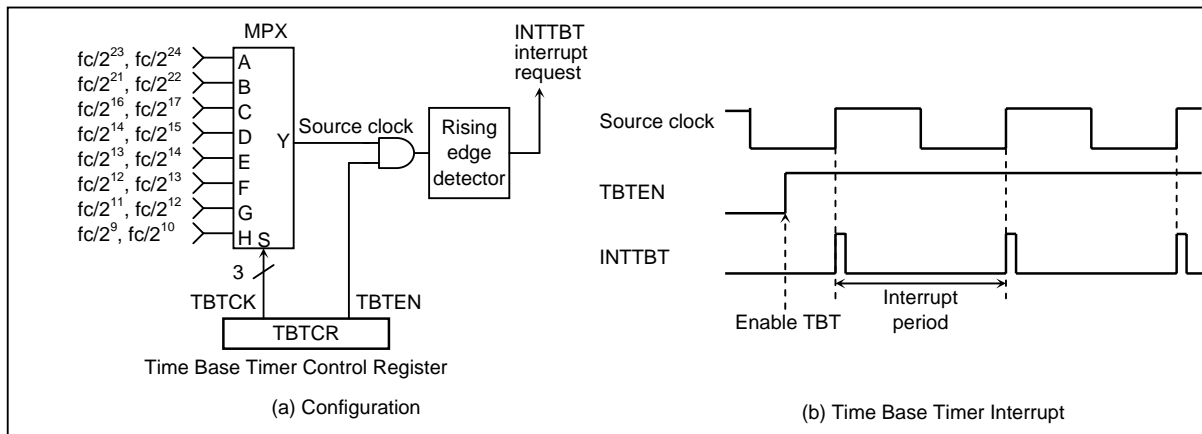 MPX
fc/2^23, fc/2^24
fc/2^21, fc/2^22
fc/2^16, fc/2^17
fc/2^14, fc/2^15
fc/2^13, fc/2^14
fc/2^12, fc/2^13
fc/2^11, fc/2^12
fc/2^9, fc/2^10
A
B
C
D
E
F
G
H
S
Y
3
Source clock
Rising
edge
detector
INTTBT
interrupt
request
TBTCK
TBTEN
TBTCR
Time Base Timer Control Register
(a) Configuration
Source clock
TBTEN
INTTBT
Enable TBT
Interrupt
period
(b) Time Base Timer Interrupt